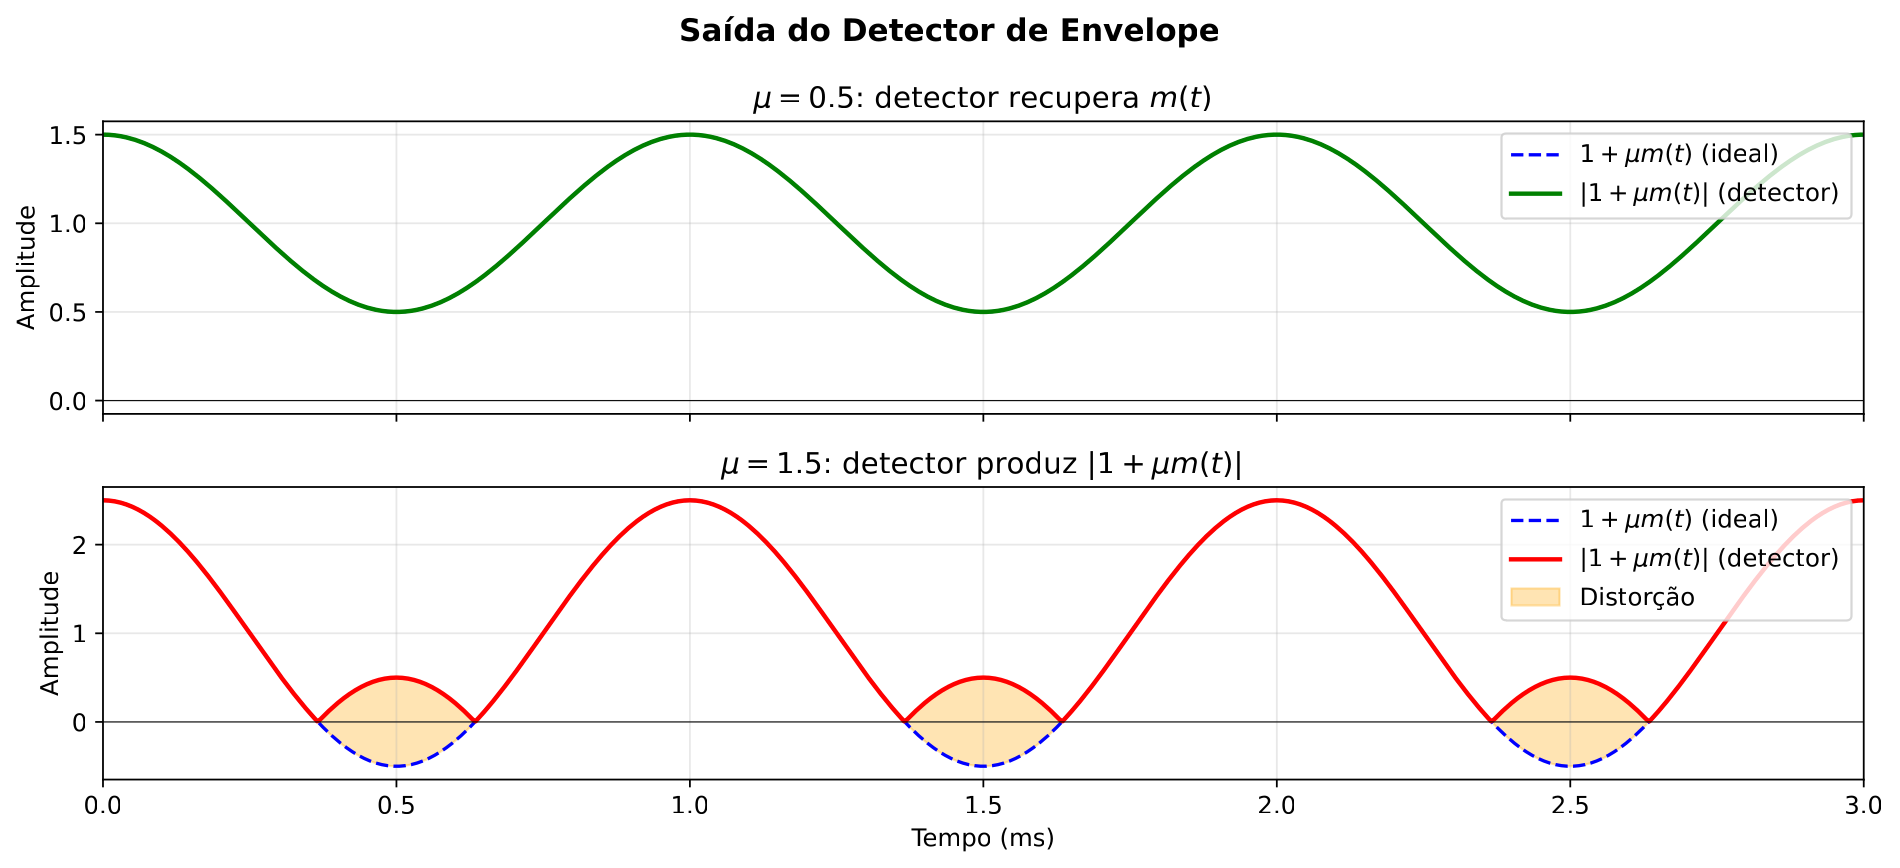 Saída do Detector de Envelope
μ = 0.5: detector recupera m(t)
1.5
1.0
0.5
0.0
Amplitude
1 + μm(t) (ideal)
|1 + μm(t)| (detector)
μ = 1.5: detector produz |1 + μm(t)|
2
1
0
Amplitude
1 + μm(t) (ideal)
|1 + μm(t)| (detector)
Distorção
0.0 0.5 1.0 1.5 2.0 2.5 3.0
Tempo (ms)